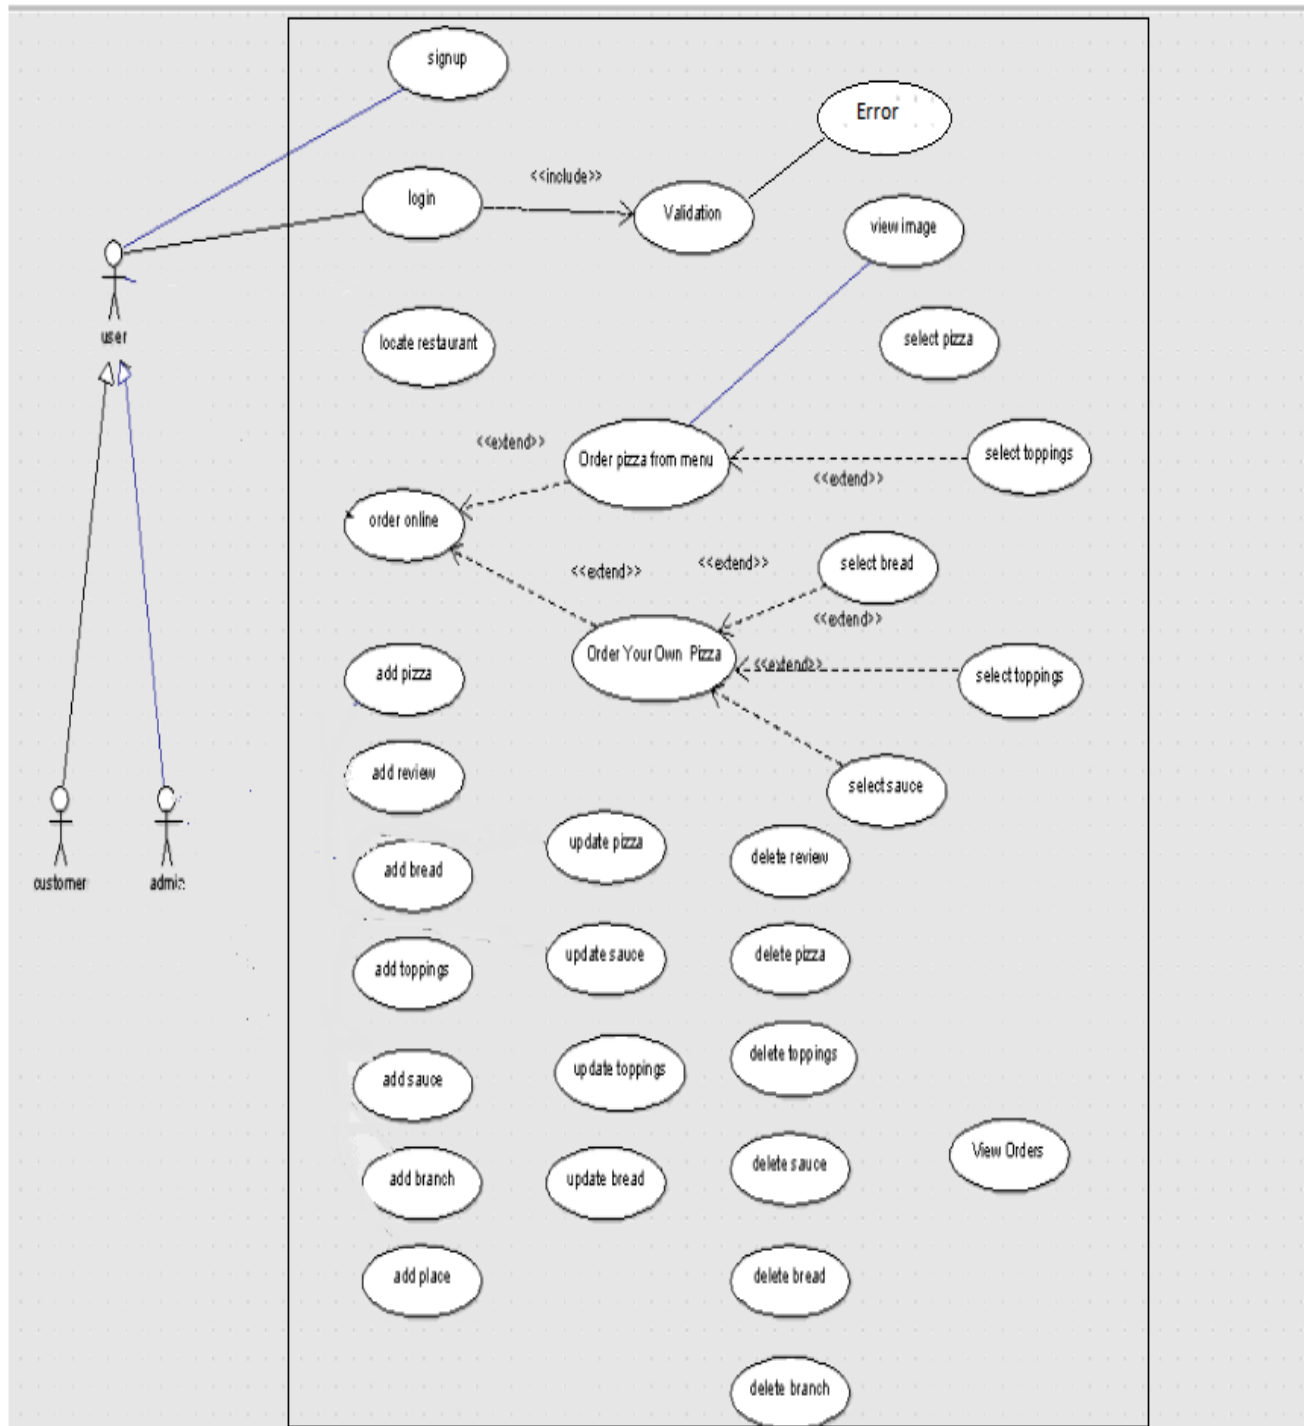 signup
Error
<<include>>
login
Validation
view image
user
locate restaurant
select pizza
<<extend>>
Order pizza from menu
select toppings
<<extend>>
order online
<<extend>>
<<extend>>
select bread
<<extend>>
Order Your Own Pizza
<<extend>>
add pizza
select toppings
add review
select sauce
update pizza
delete review
add bread
customer
admin
update sauce
delete pizza
add toppings
update toppings
delete toppings
add sauce
View Orders
add branch
update bread
delete sauce
add place
delete bread
delete branch